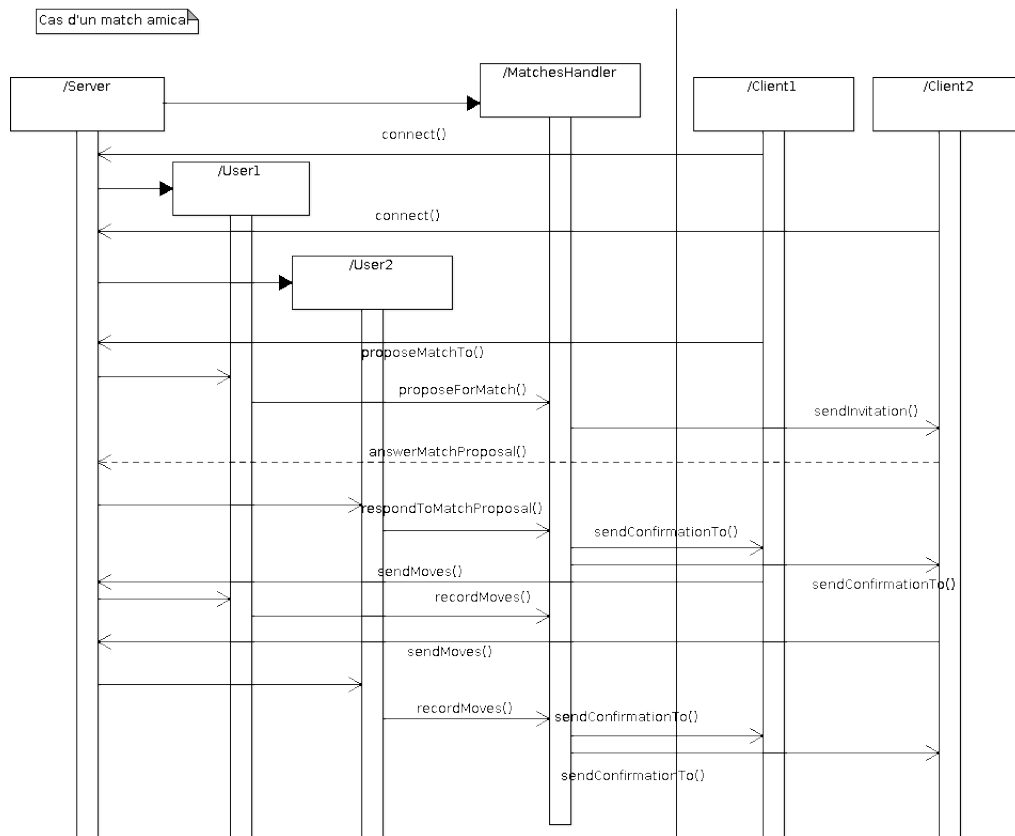 Cas d'un match amical
/MatchesHandler
/Server
/Client1
/Client2
connect()
/User1
connect()
/User2
proposeMatchTo()
proposeForMatch()
sendInvitation()
answerMatchProposal()
respondToMatchProposal()
sendConfirmationTo()
sendMoves()
sendConfirmationTo()
recordMoves()
sendMoves()
recordMoves()
sendConfirmationTo()
sendConfirmationTo()